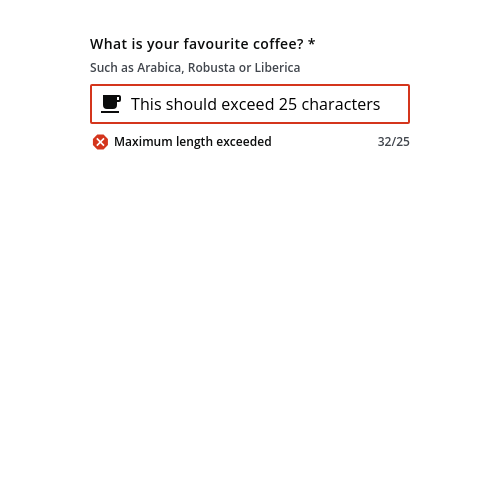 What is your favourite coffee? *
Such as Arabica, Robusta or Liberica
This should exceed 25 characters
Maximum length exceeded 32/25